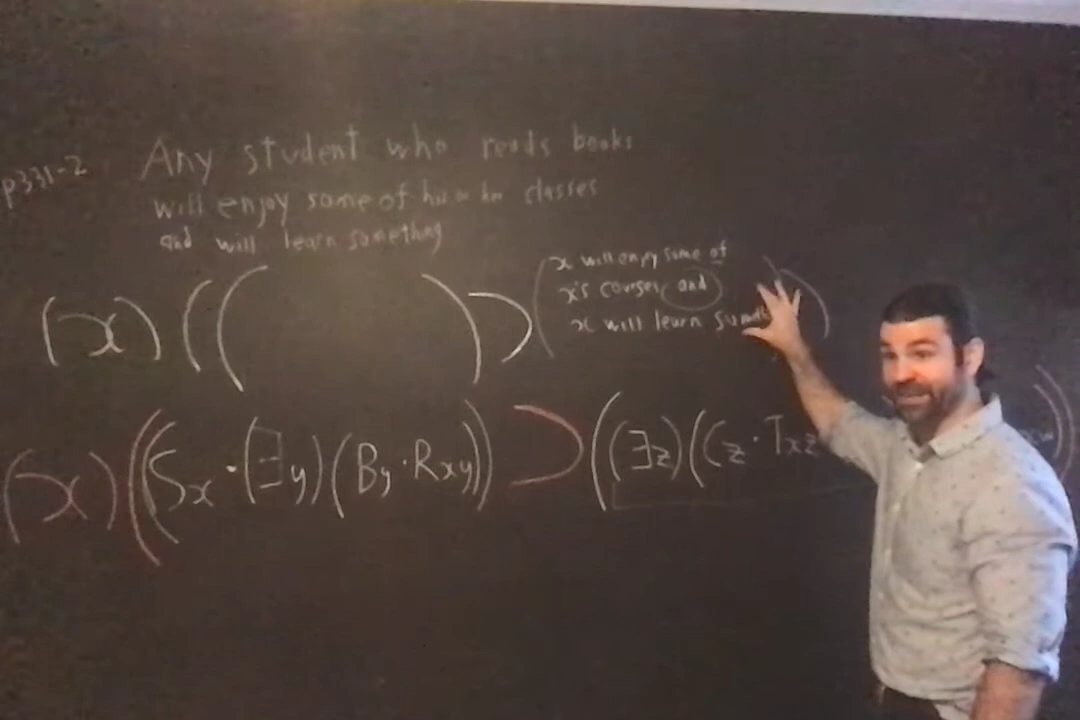 p331-2 Any student who reads books
will enjoy some of his or her classes
and will learn something
x will enjoy some of
x's courses and
x will learn
(x) (( ) ⊃ ( ))
(x)((Sx · (∃y)(By · Rxy)) ⊃ ((∃z)(Cz · Txz